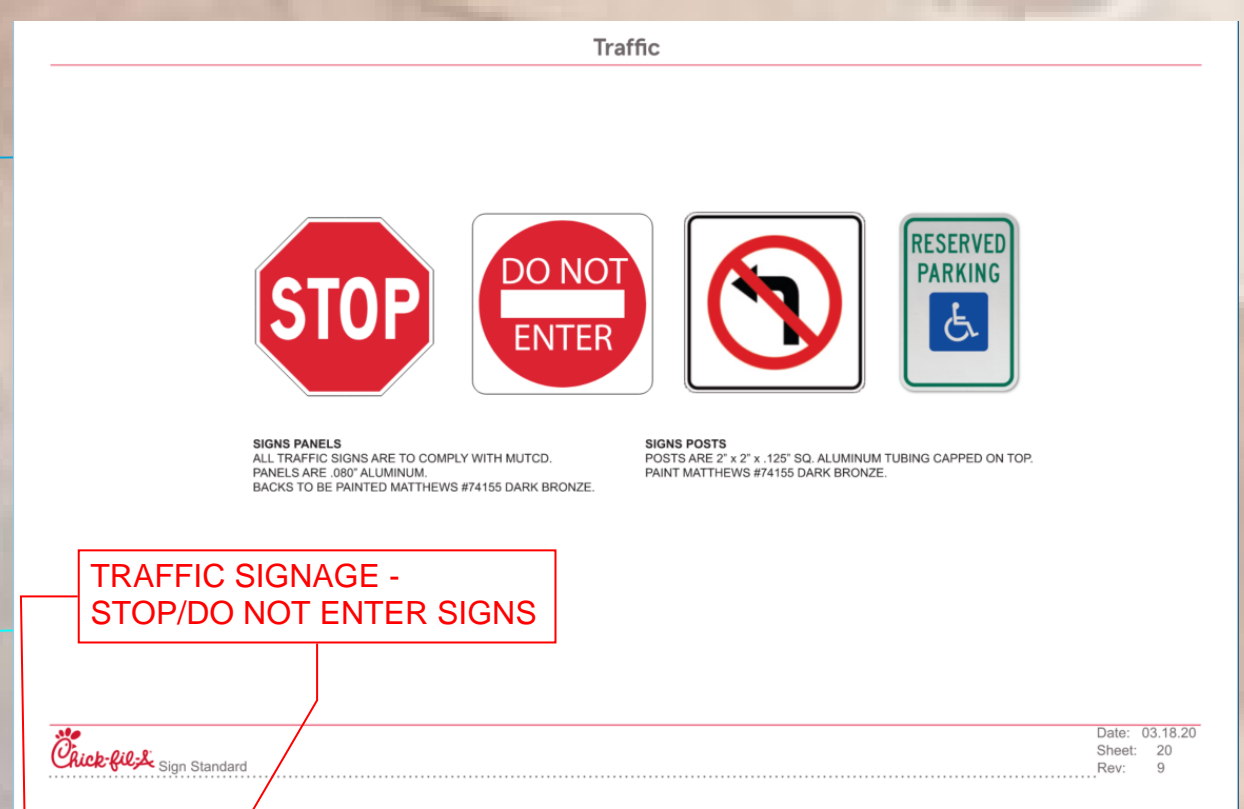 Traffic
STOP
DO NOT
ENTER
RESERVED
PARKING
SIGNS PANELS
ALL TRAFFIC SIGNS ARE TO COMPLY WITH MUTCD.
PANELS ARE .080" ALUMINUM.
BACKS TO BE PAINTED MATTHEWS #74155 DARK BRONZE.
SIGNS POSTS
POSTS ARE 2" x 2" x .125" SQ. ALUMINUM TUBING CAPPED ON TOP.
PAINT MATTHEWS #74155 DARK BRONZE.
TRAFFIC SIGNAGE -
STOP/DO NOT ENTER SIGNS
Chick-fil-A Sign Standard
Date: 03.18.20
Sheet: 20
Rev: 9